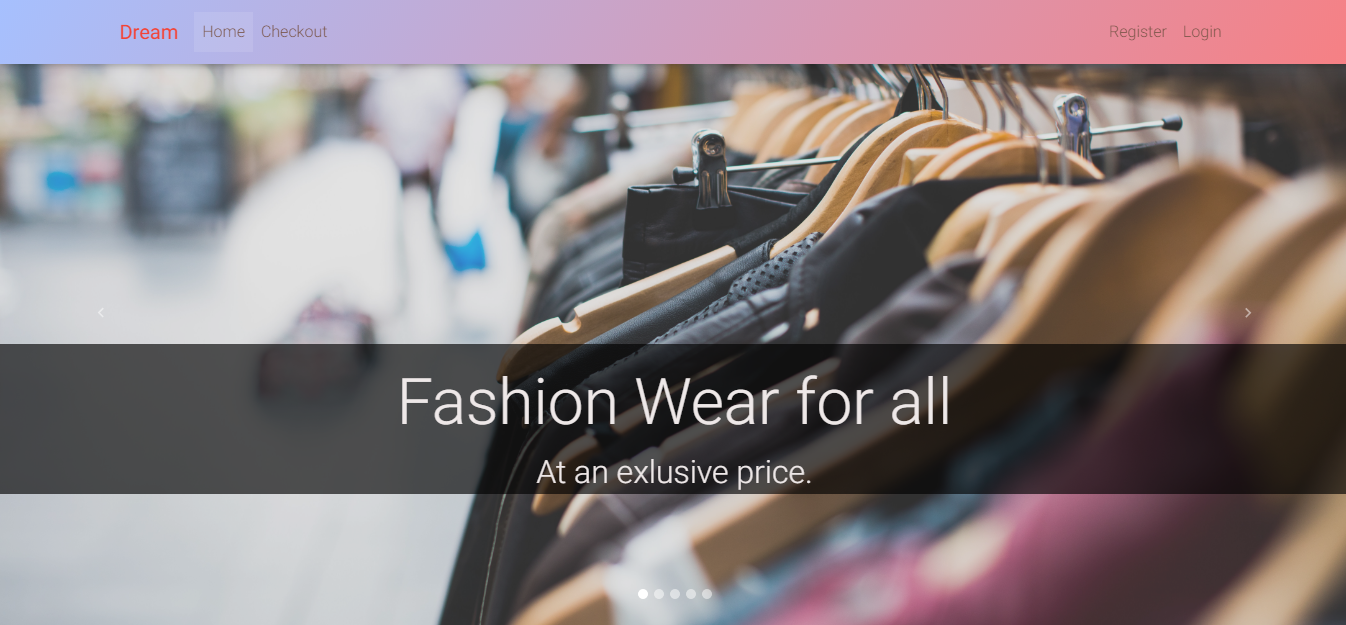 Dream Home Checkout Register Login
Fashion Wear for all
At an exlusive price.